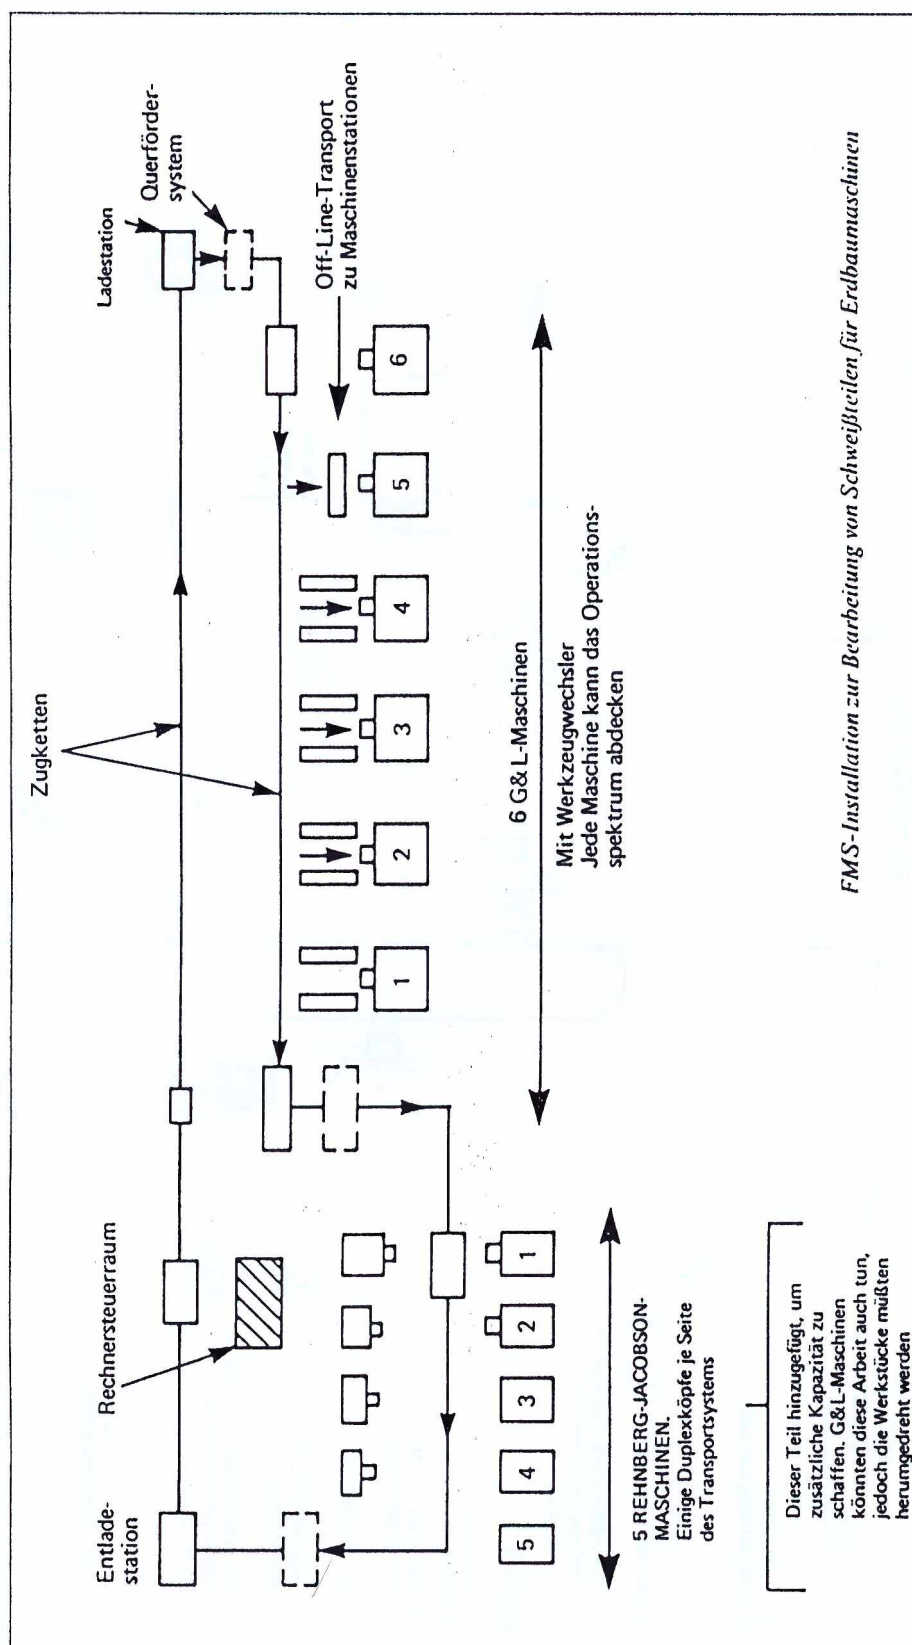 Entlade-
station
Rechnersteuerraum
Zugketten
Ladestation
Querförder-
system
Off-Line-Transport
zu Maschinenstationen
5
4
3
2
1
1
2
3
4
5
6
5 REHNBERG-JACOBSON-
MASCHINEN.
Einige Duplexköpfe je Seite
des Transportsystems
6 G&L-Maschinen
Mit Werkzeugwechsler
Jede Maschine kann das Operations-
spektrum abdecken
Dieser Teil hinzugefügt, um
zusätzliche Kapazität zu
schaffen. G&L-Maschinen
könnten diese Arbeit auch tun,
jedoch die Werkstücke müßten
herumgedreht werden
FMS-Installation zur Bearbeitung von Schweißteilen für Erdbaumaschinen